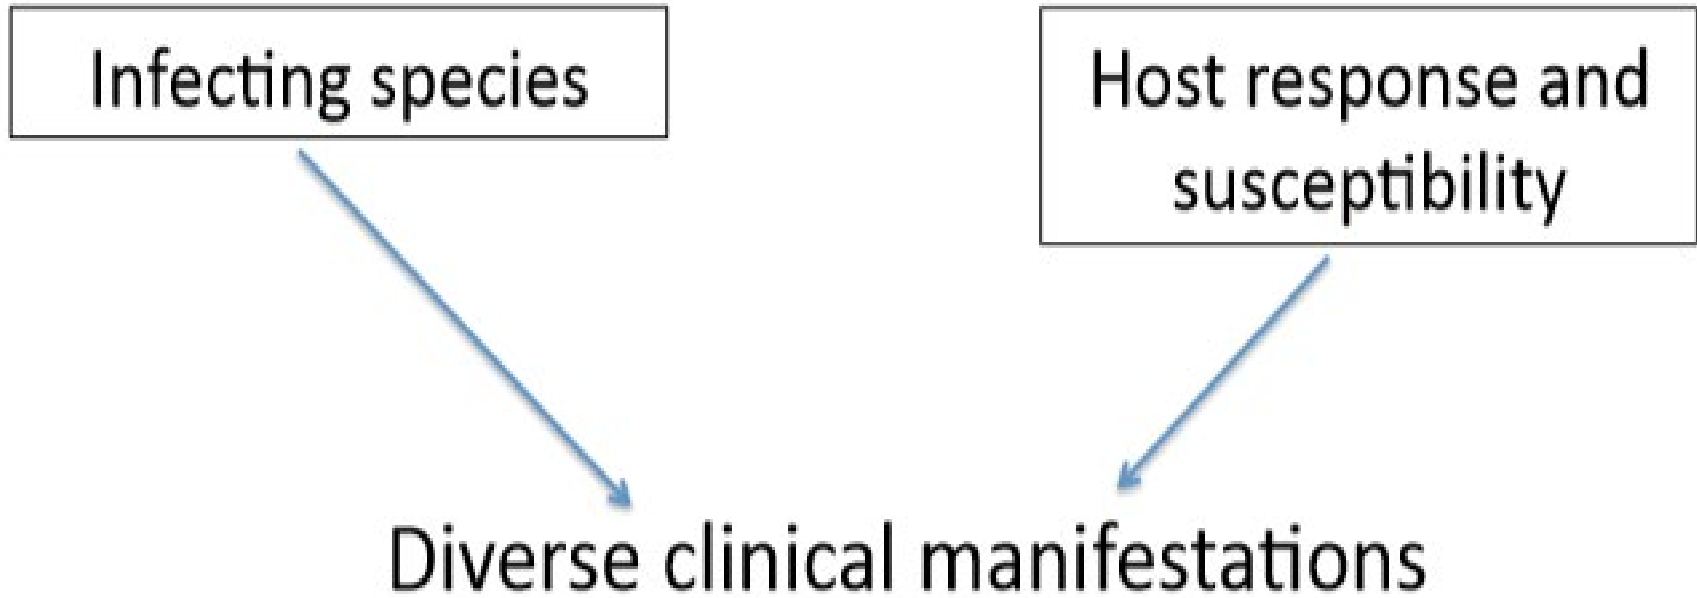 Infecting species
Host response and
susceptibility
Diverse clinical manifestations